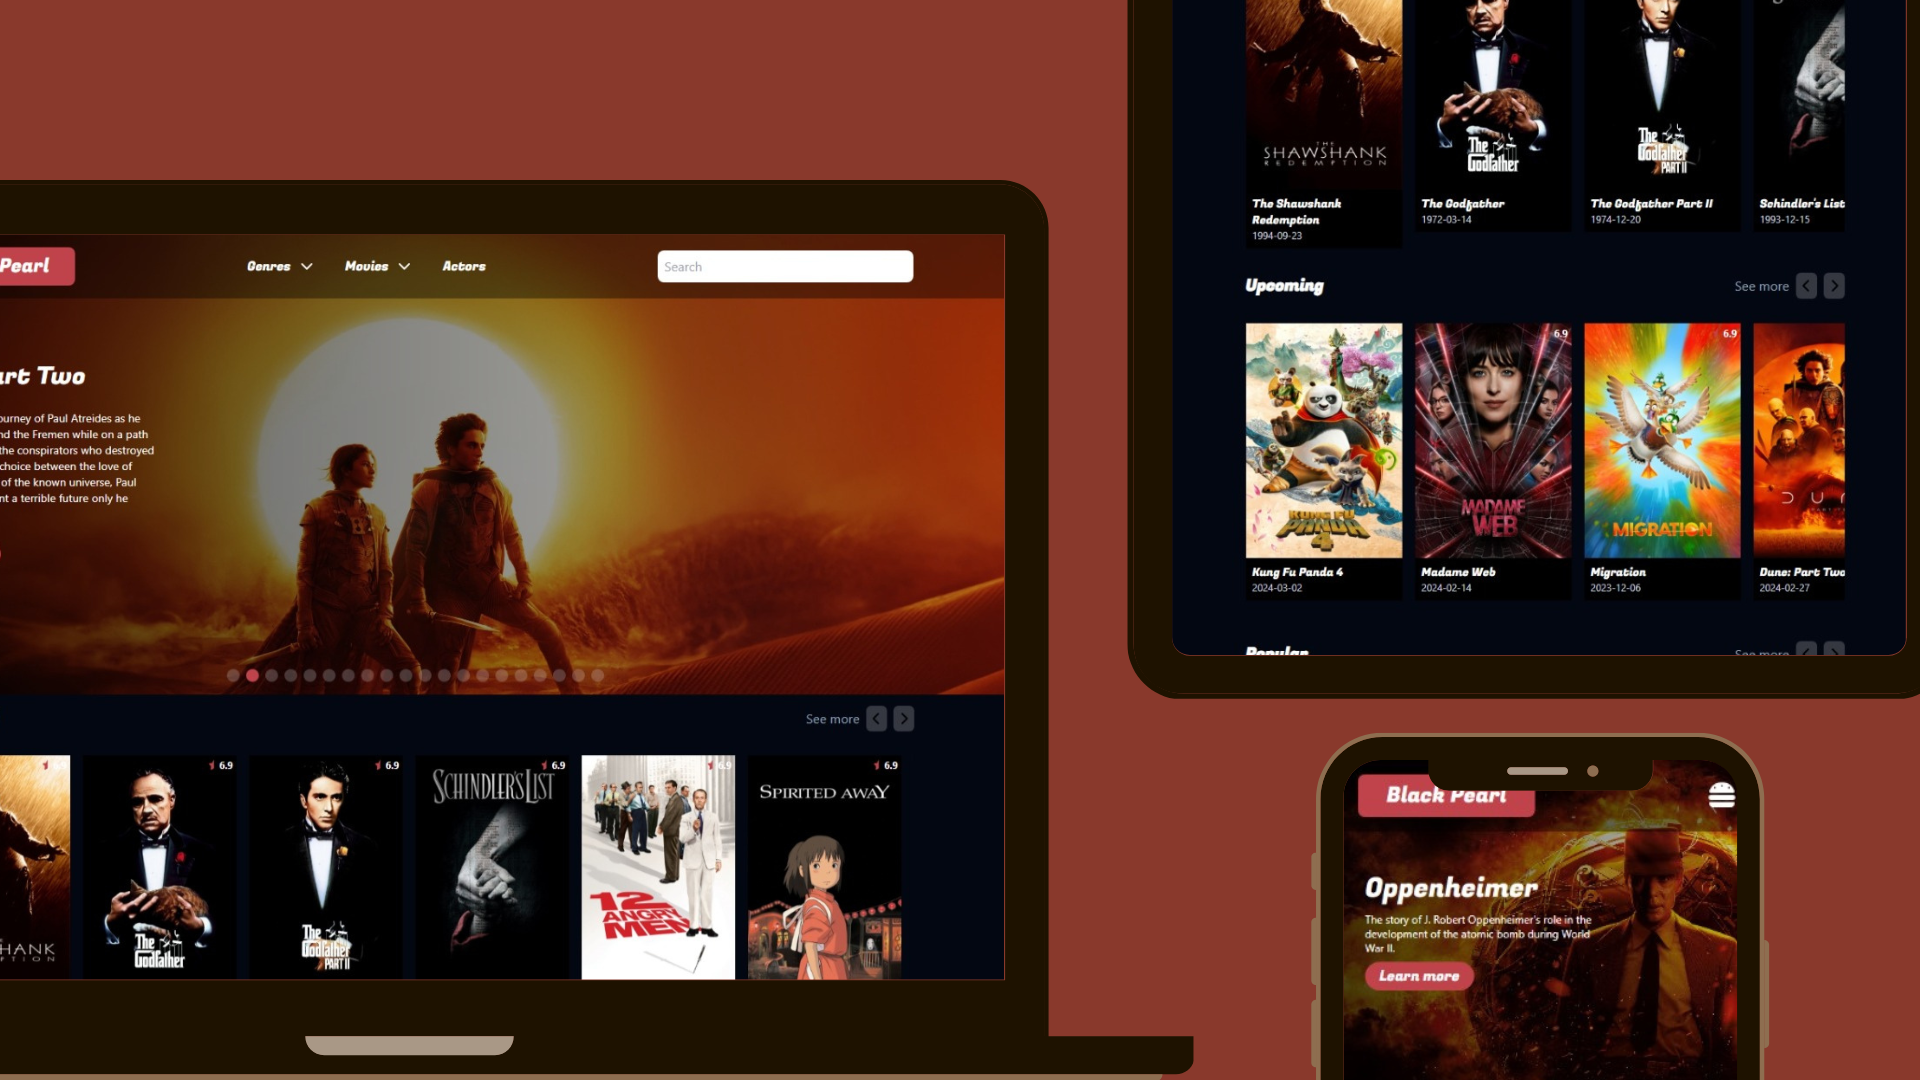 Pearl
Genres
Movies
Actors
Search
art Two
ourney of Paul Atreides as he
nd the Fremen while on a path
the conspirators who destroyed
choice between the love of
of the known universe, Paul
nt a terrible future only he
See more
HANK
PTION
6.9
The Godfather
6.9
The Godfather PART II
6.9
SCHINDLER'S LIST
6.9
12 ANGRY MEN
6.9
SPIRITED AWAY
THE
SHAWSHANK
REDEMPTION
The Godfather
The Godfather PART II
The Shawshank
Redemption
1994-09-23
The Godfather
1972-03-14
The Godfather Part II
1974-12-20
Schindler's List
1993-12-15
Upcoming
See more
KUNG FU
PANDA
4
6.9
MADAME
WEB
6.9
MIGRATION
DU
Kung Fu Panda 4
2024-03-02
Madame Web
2024-02-14
Migration
2023-12-06
Dune: Part Two
2024-02-27
Popular
See more
Black Pearl
Oppenheimer
The story of J. Robert Oppenheimer's role in the
development of the atomic bomb during World
War II.
Learn more